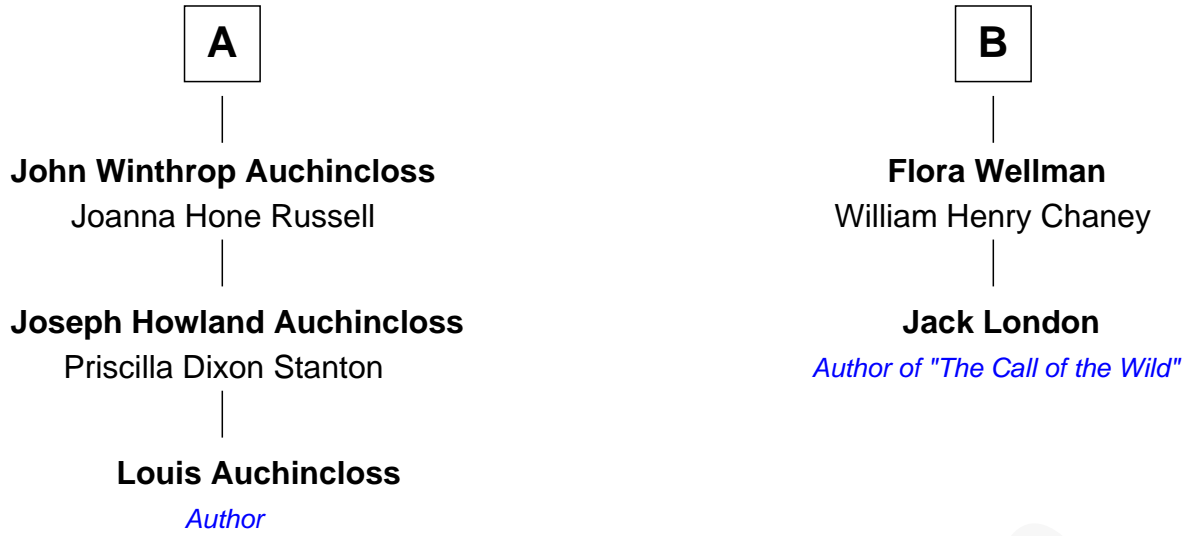 A
John Winthrop Auchincloss
Joanna Hone Russell
Joseph Howland Auchincloss
Priscilla Dixon Stanton
Louis Auchincloss
Author
B
Flora Wellman
William Henry Chaney
Jack London
Author of "The Call of the Wild"